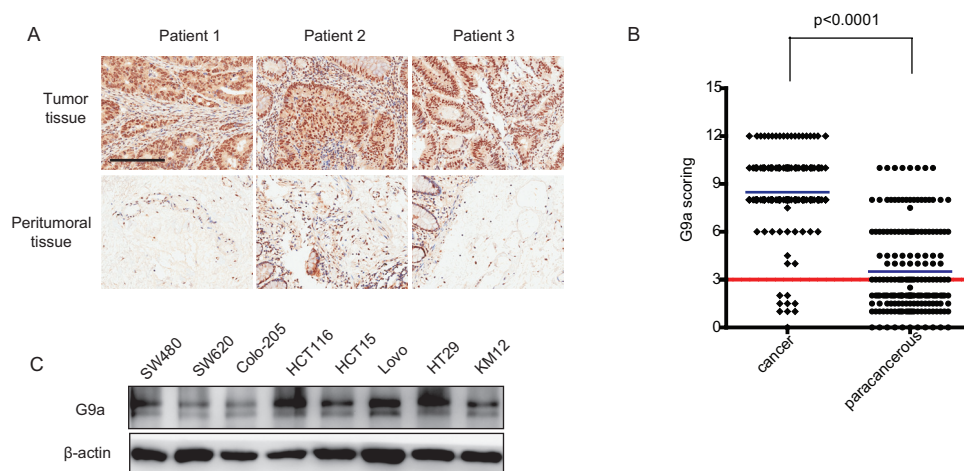 A
Patient 1
Patient 2
Patient 3
Tumor
tissue
Peritumoral
tissue
B
p<0.0001
G9a scoring
15
12
9
6
3
0
cancer
paracancerous
C
SW480
SW620
Colo-205
HCT116
HCT15
Lovo
HT29
KM12
G9a
β-actin